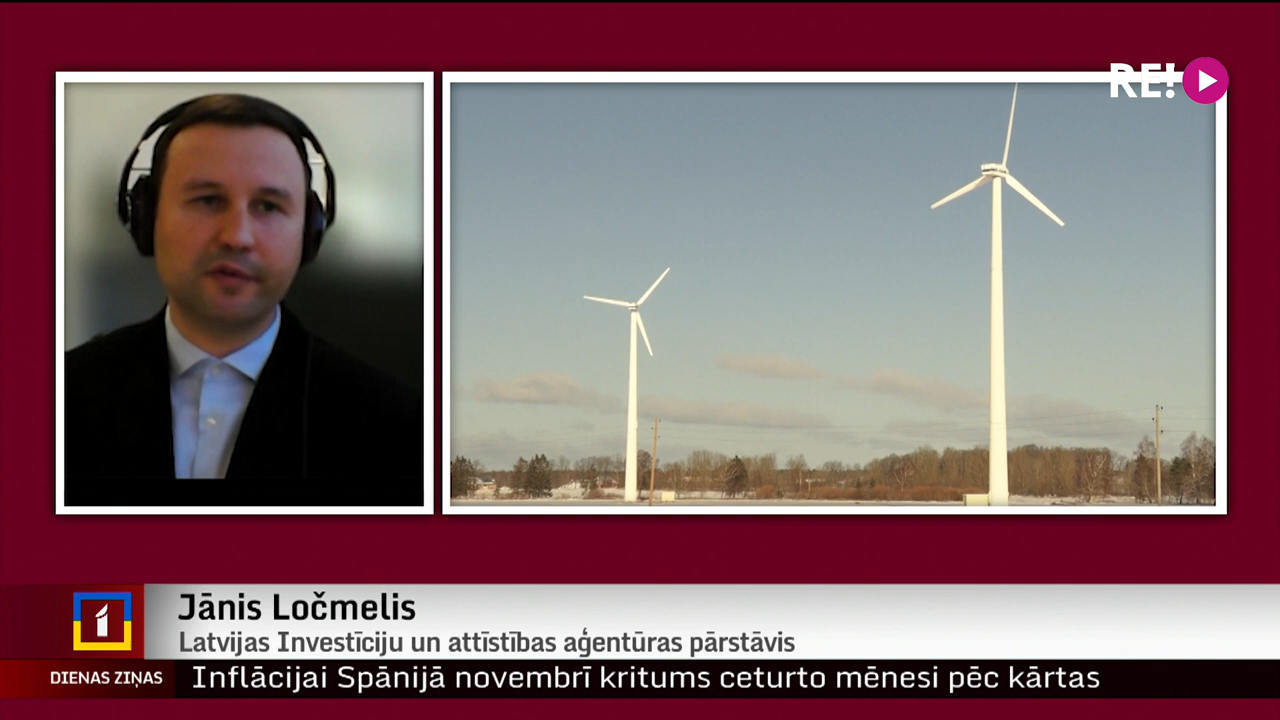 RE!
1
Jānis Ločmelis
Latvijas Investīciju un attīstības aģentūras pārstāvis
DIENAS ZIŅAS
Inflācijai Spānijā novembrī kritums ceturto mēnesi pēc kārtas